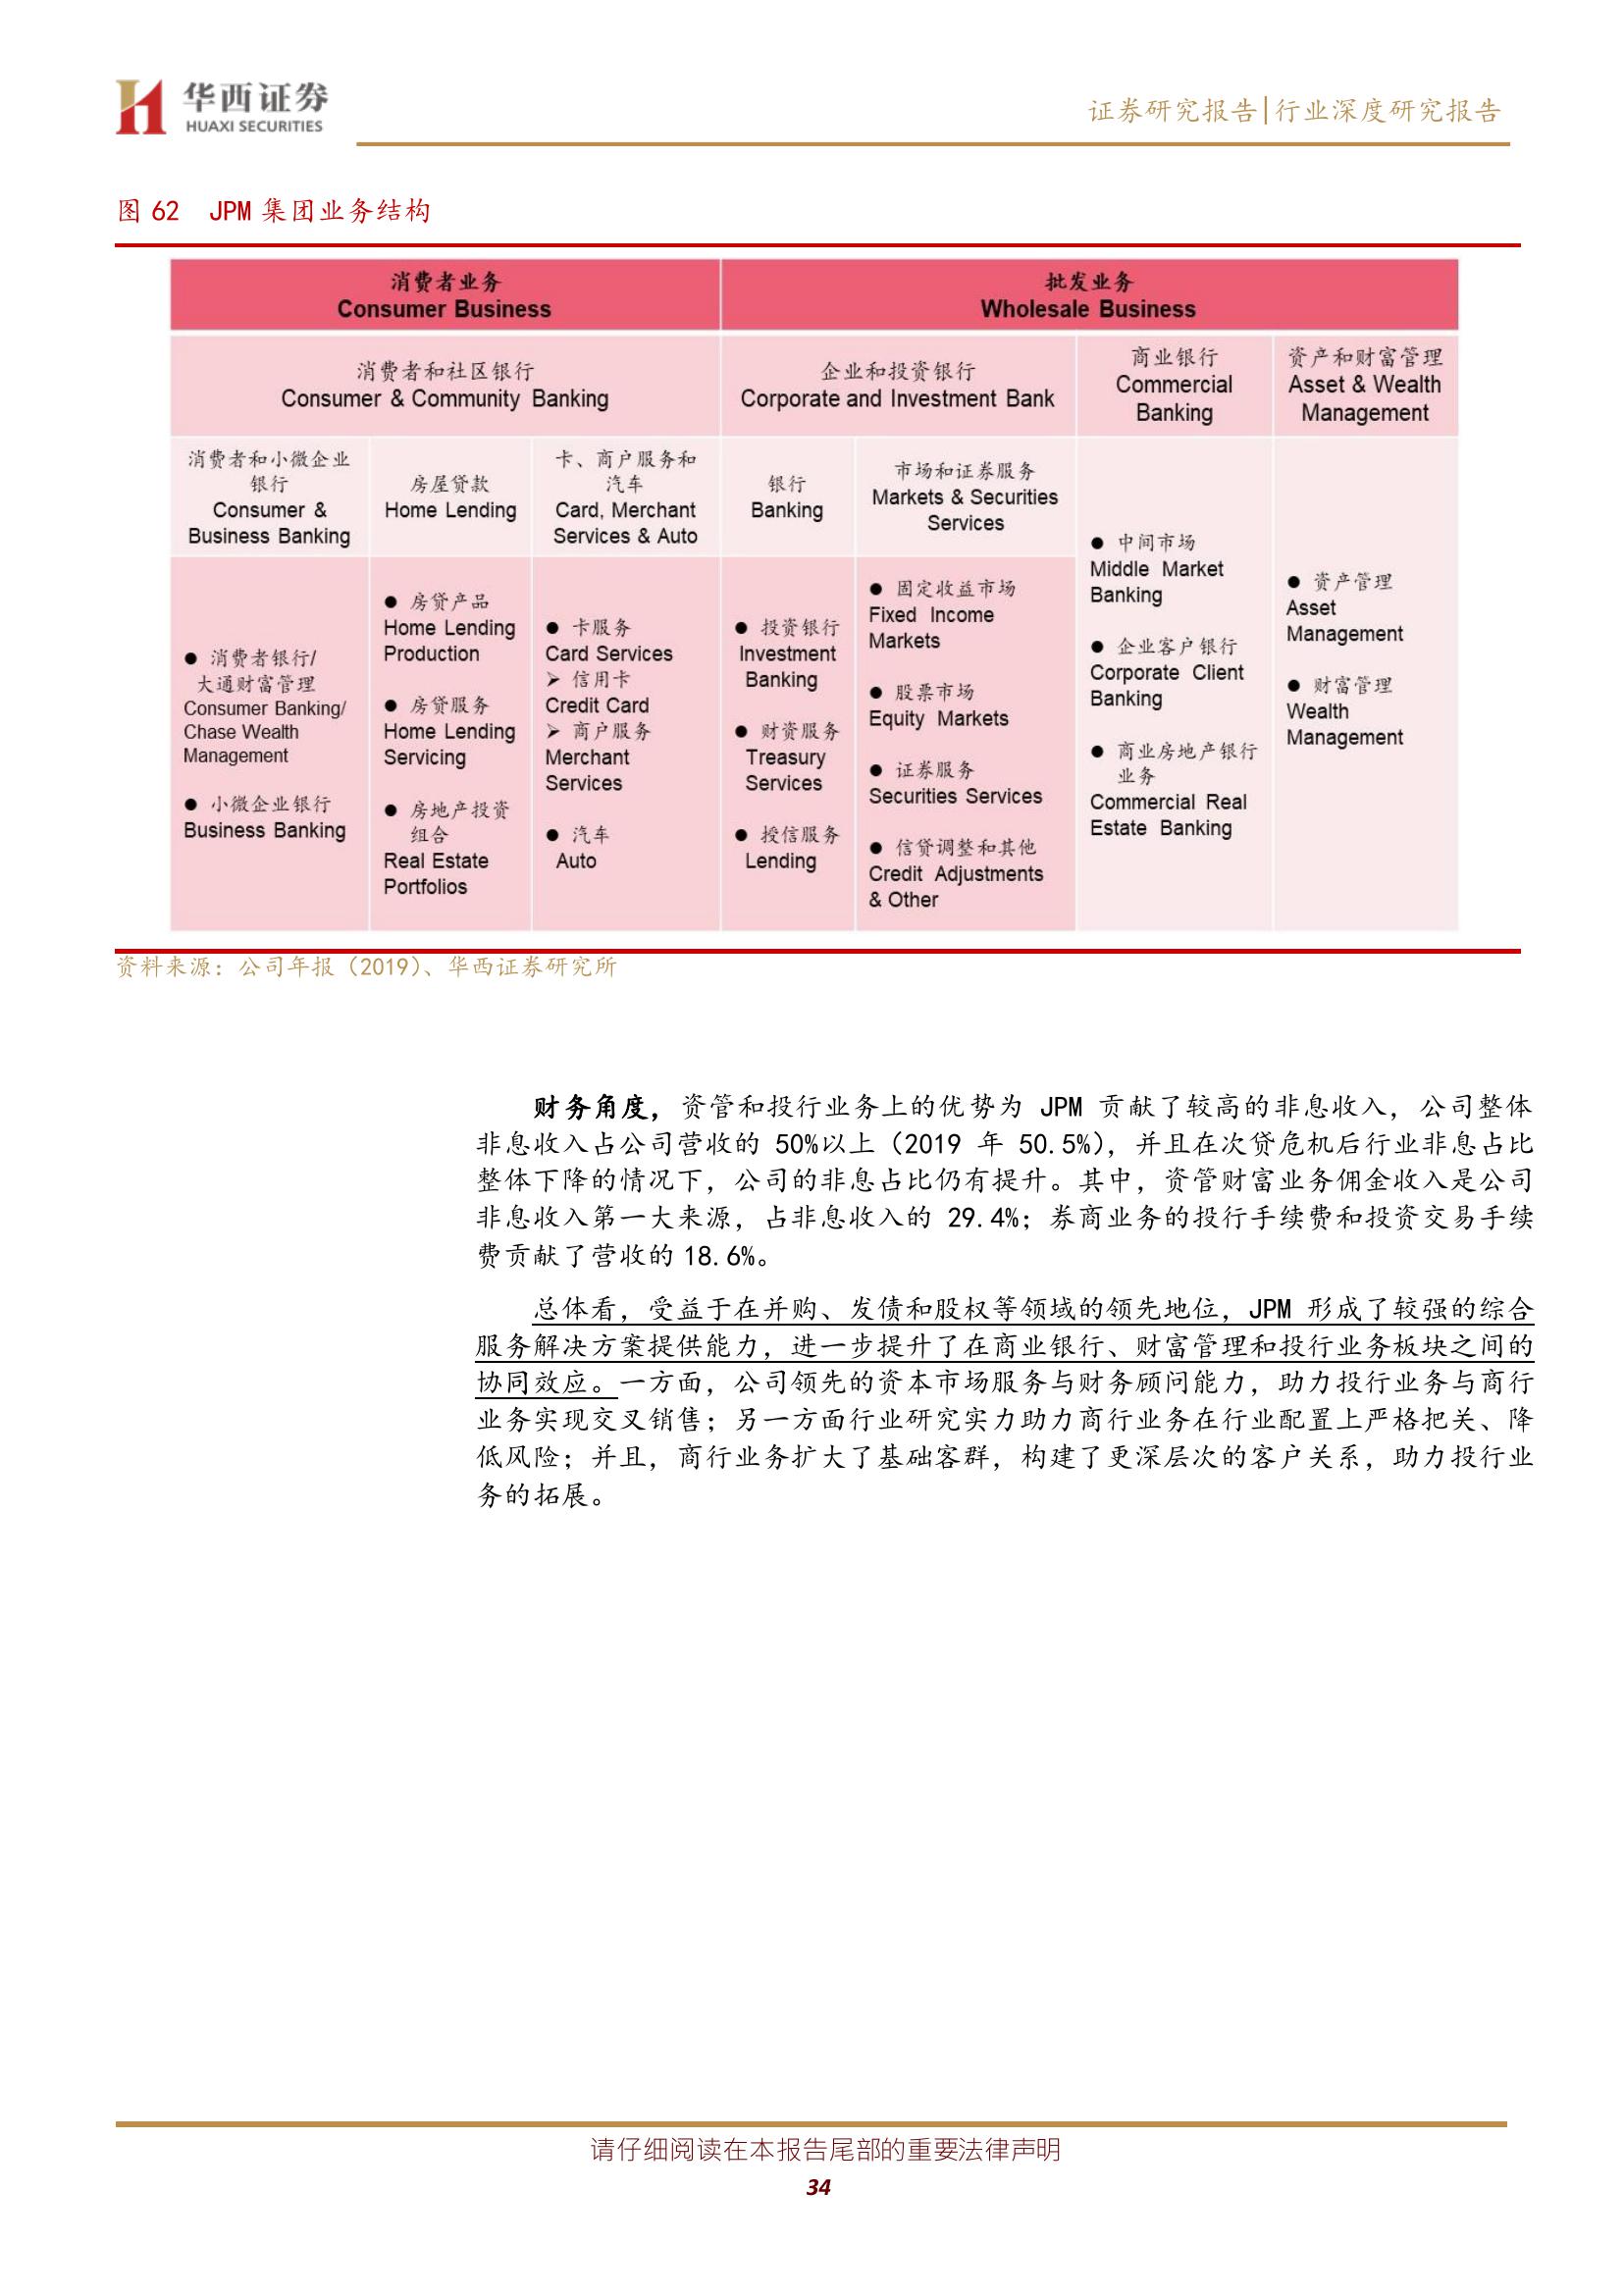 华西证券
HUAXI SECURITIES
证券研究报告|行业深度研究报告
图 62 JPM 集团业务结构
消费者业务
Consumer Business
批发业务
Wholesale Business
消费者和社区银行
Consumer & Community Banking
企业和投资银行
Corporate and Investment Bank
商业银行
Commercial
Banking
资产和财富管理
Asset & Wealth
Management
消费者和小微企业
银行
Consumer &
Business Banking
房屋贷款
Home Lending
卡、商户服务和
汽车
Card, Merchant
Services & Auto
银行
Banking
市场和证券服务
Markets & Securities
Services
● 消费者银行/
大通财富管理
Consumer Banking/
Chase Wealth
Management
● 小微企业银行
Business Banking
● 房贷产品
Home Lending
Production
● 房贷服务
Home Lending
Servicing
● 房地产投资
组合
Real Estate
Portfolios
● 卡服务
Card Services
➢ 信用卡
Credit Card
➢ 商户服务
Merchant
Services
● 汽车
Auto
● 投资银行
Investment
Banking
● 财资服务
Treasury
Services
● 授信服务
Lending
● 固定收益市场
Fixed Income
Markets
● 股票市场
Equity Markets
● 证券服务
Securities Services
● 信贷调整和其他
Credit Adjustments
& Other
● 中间市场
Middle Market
Banking
● 企业客户银行
Corporate Client
Banking
● 商业房地产银行
业务
Commercial Real
Estate Banking
● 资产管理
Asset
Management
● 财富管理
Wealth
Management
资料来源：公司年报（2019）、华西证券研究所
财务角度，资管和投行业务上的优势为 JPM 贡献了较高的非息收入，公司整体
非息收入占公司营收的 50%以上（2019 年 50.5%），并且在次贷危机后行业非息占比
整体下降的情况下，公司的非息占比仍有提升。其中，资管财富业务佣金收入是公司
非息收入第一大来源，占非息收入的 29.4%；券商业务的投行手续费和投资交易手续
费贡献了营收的 18.6%。
总体看，受益于在并购、发债和股权等领域的领先地位，JPM 形成了较强的综合
服务解决方案提供能力，进一步提升了在商业银行、财富管理和投行业务板块之间的
协同效应。一方面，公司领先的资本市场服务与财务顾问能力，助力投行业务与商行
业务实现交叉销售；另一方面行业研究实力助力商行业务在行业配置上严格把关、降
低风险；并且，商行业务扩大了基础客群，构建了更深层次的客户关系，助力投行业
务的拓展。
请仔细阅读在本报告尾部的重要法律声明
34